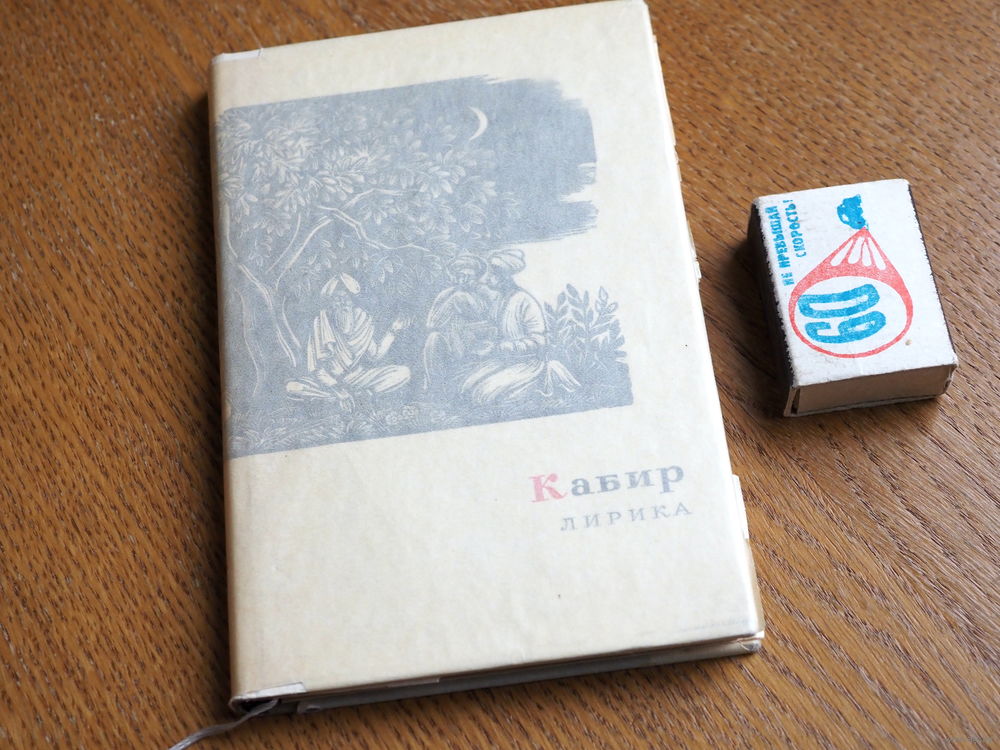 Кабир
ЛИРИКА
НЕ ПРЕВЫШАЙ
СКОРОСТЬ!
60